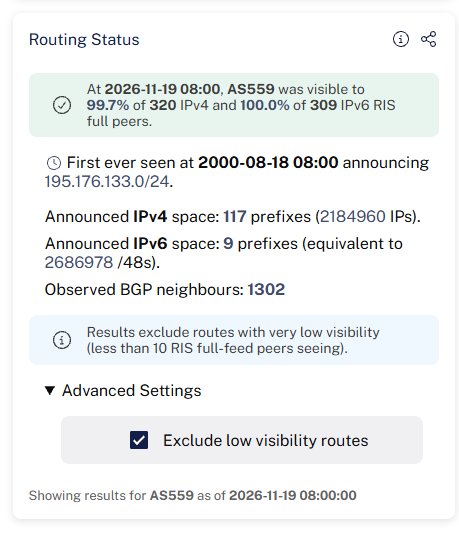 Routing Status
At 2026-11-19 08:00, AS559 was visible to
99.7% of 320 IPv4 and 100.0% of 309 IPv6 RIS
full peers.
First ever seen at 2000-08-18 08:00 announcing
195.176.133.0/24.
Announced IPv4 space: 117 prefixes (2184960 IPs).
Announced IPv6 space: 9 prefixes (equivalent to
2686978 /48s).
Observed BGP neighbours: 1302
Results exclude routes with very low visibility
(less than 10 RIS full-feed peers seeing).
▼ Advanced Settings
Exclude low visibility routes
Showing results for AS559 as of 2026-11-19 08:00:00